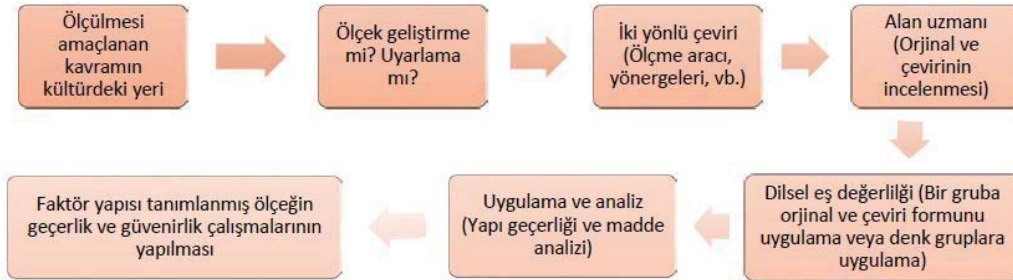 Ölçülmesi
amaçlanan
kavramın
kültürdeki yeri
Ölçek geliştirme
mi? Uyarlama
mı?
İki yönlü çeviri
(Ölçme aracı,
yönergeleri, vb.)
Alan uzmanı
(Orjinal ve
çevirinin
incelenmesi)
Dilsel eş değerlilğі (Bir gruba
orjinal ve çeviri formunu
uygulama veya denk gruplara
uygulama)
Uygulama ve analiz
(Yapı geçerliği ve madde
analizi)
Faktör yapısı tanımlanmış ölçeğin
geçerlik ve güvenirlik çalışmalarının
yapılması